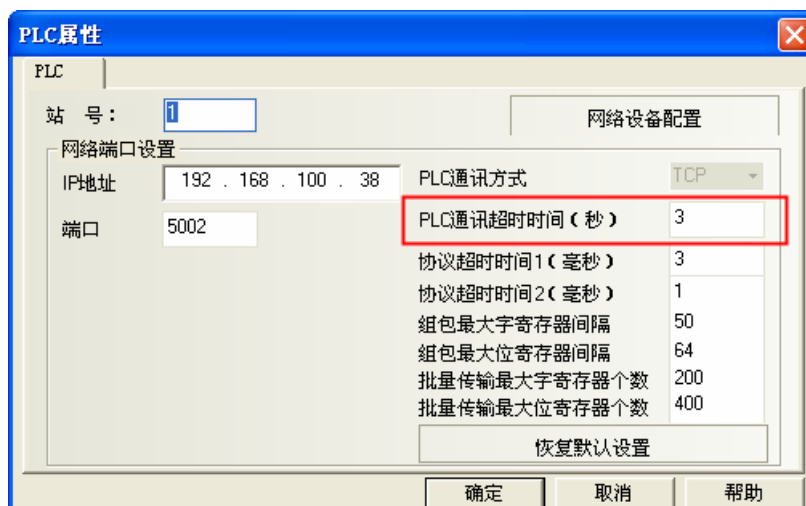 PLC属性
PLC
站 号：
1
网络设备配置
网络端口设置
IP地址
192 . 168 . 100 . 38
端口
5002
PLC通讯方式
TCP
PLC通讯超时时间（秒）
3
协议超时时间1（毫秒）
3
协议超时时间2（毫秒）
1
组包最大字寄存器间隔
50
组包最大位寄存器间隔
64
批量传输最大字寄存器个数
200
批量传输最大位寄存器个数
400
恢复默认设置
确定
取消
帮助